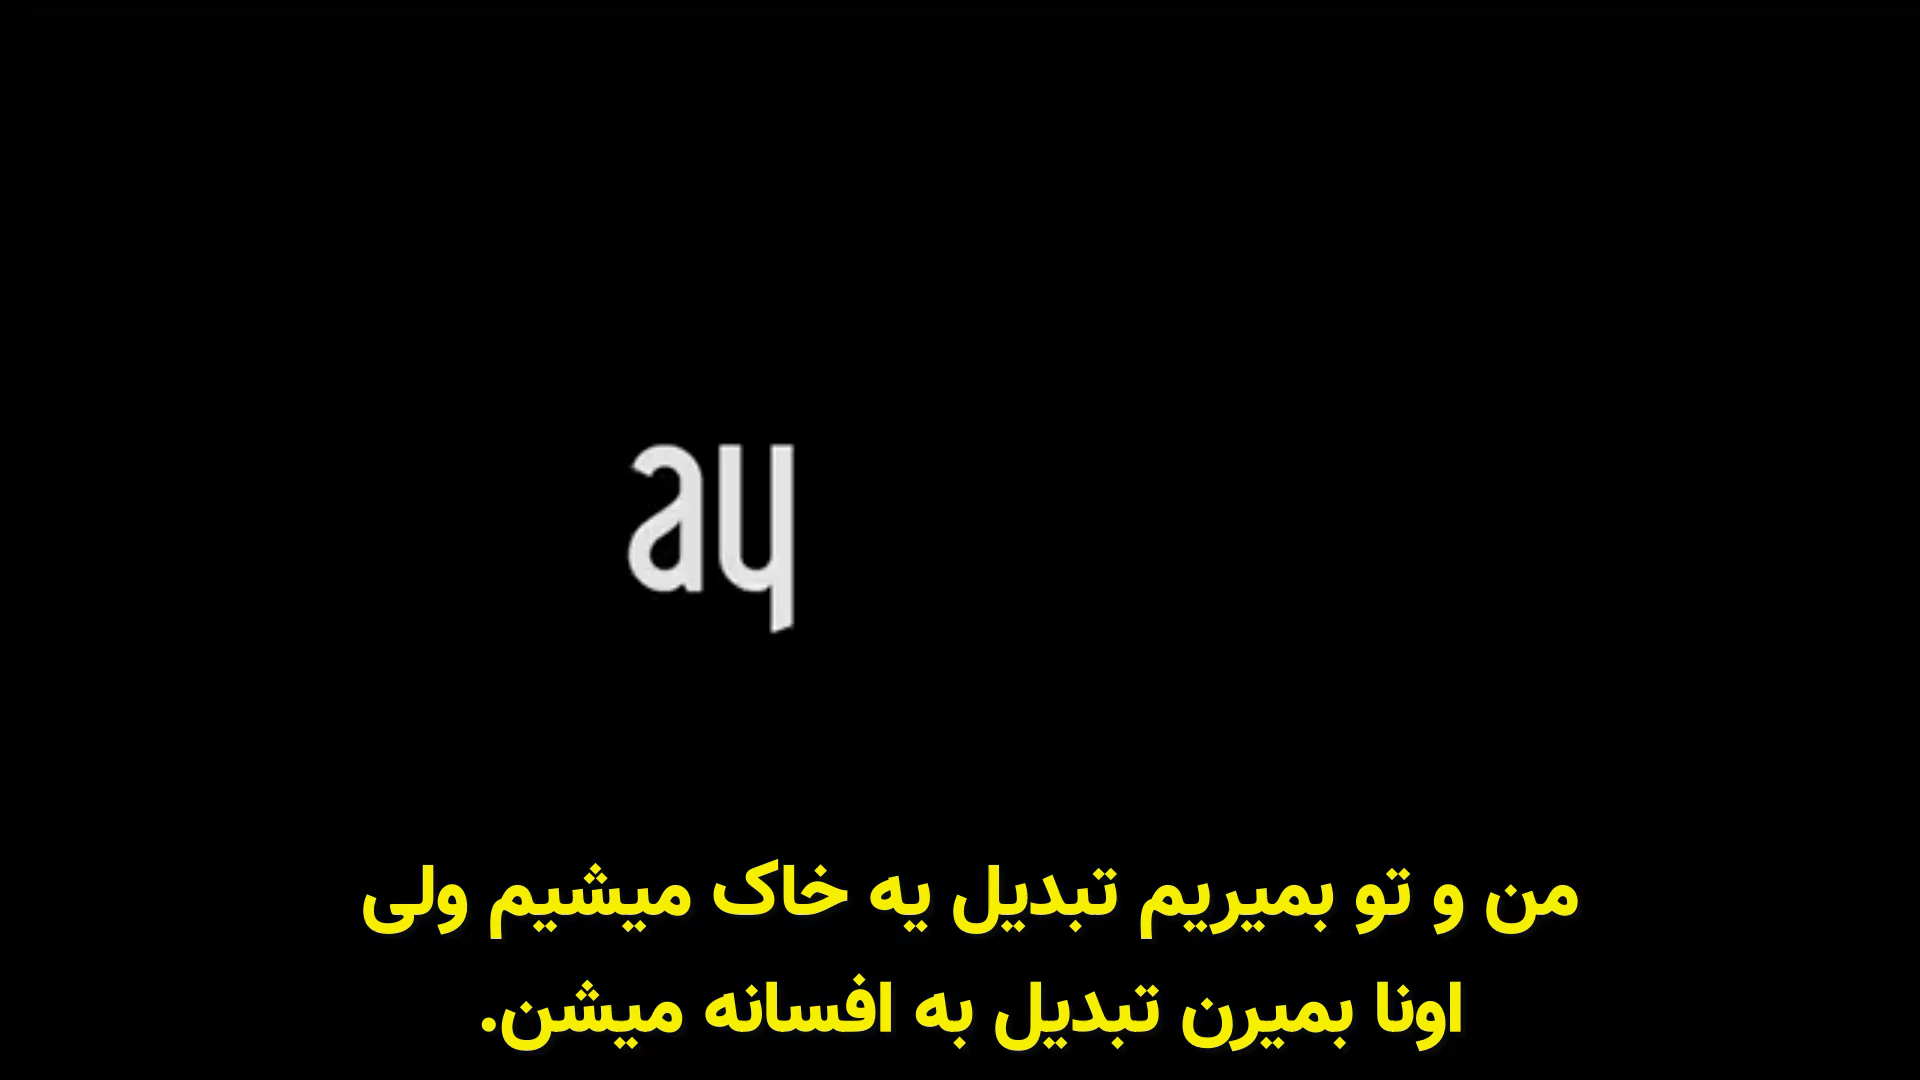 ay
من و تو بمیریم تبدیل یه خاک میشیم ولی
اونا بمیرن تبدیل به افسانه میشن.